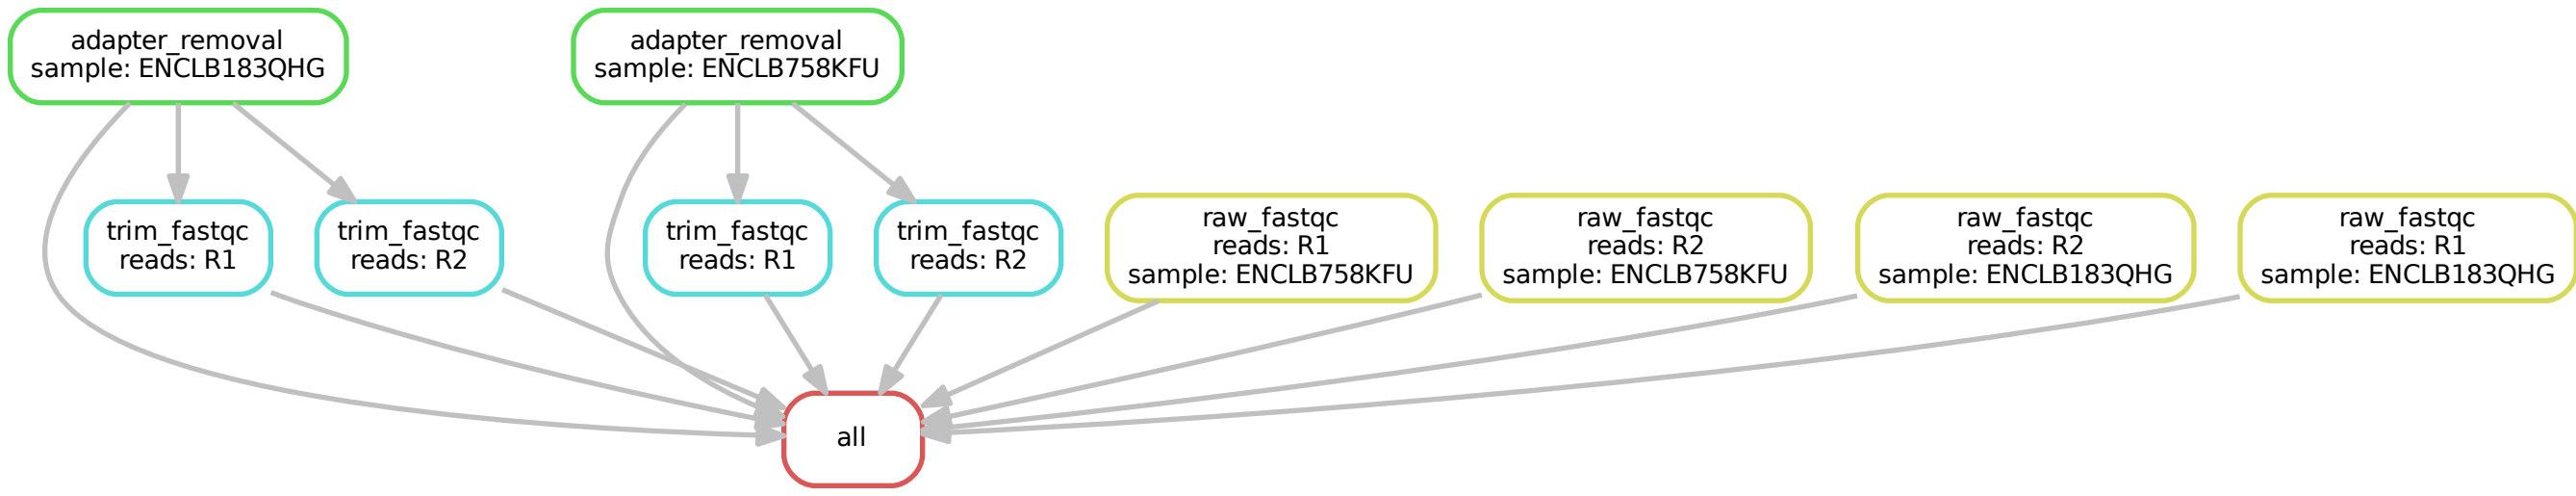 adapter_removal
sample: ENCLB183QHG
adapter_removal
sample: ENCLB758KFU
trim_fastqc
reads: R1
trim_fastqc
reads: R2
trim_fastqc
reads: R1
trim_fastqc
reads: R2
raw_fastqc
reads: R1
sample: ENCLB758KFU
raw_fastqc
reads: R2
sample: ENCLB758KFU
raw_fastqc
reads: R2
sample: ENCLB183QHG
raw_fastqc
reads: R1
sample: ENCLB183QHG
all